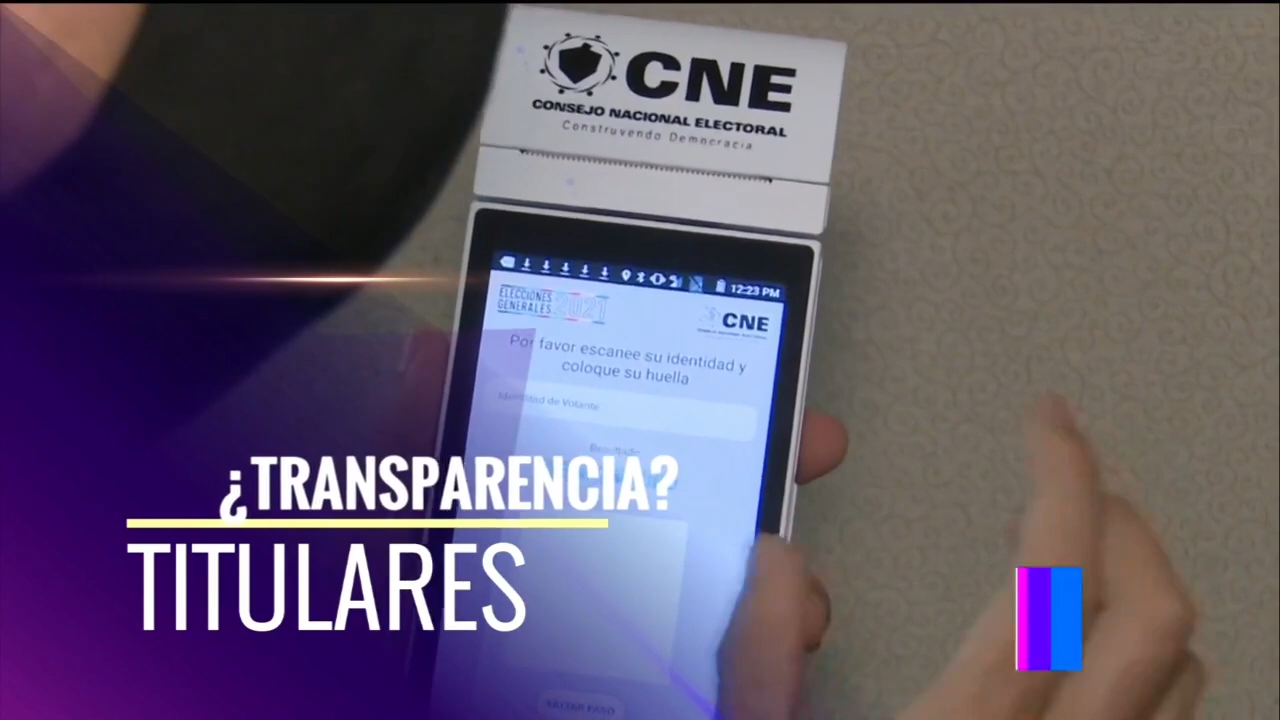 CNE
CONSEJO NACIONAL ELECTORAL
Construyendo Democracia
12:23 PM
ELECCIONES
GENERALES 2021
CNE
Por favor escanee su identidad y
coloque su huella
Identidad de Votante
Resultado
¿TRANSPARENCIA?
TITULARES